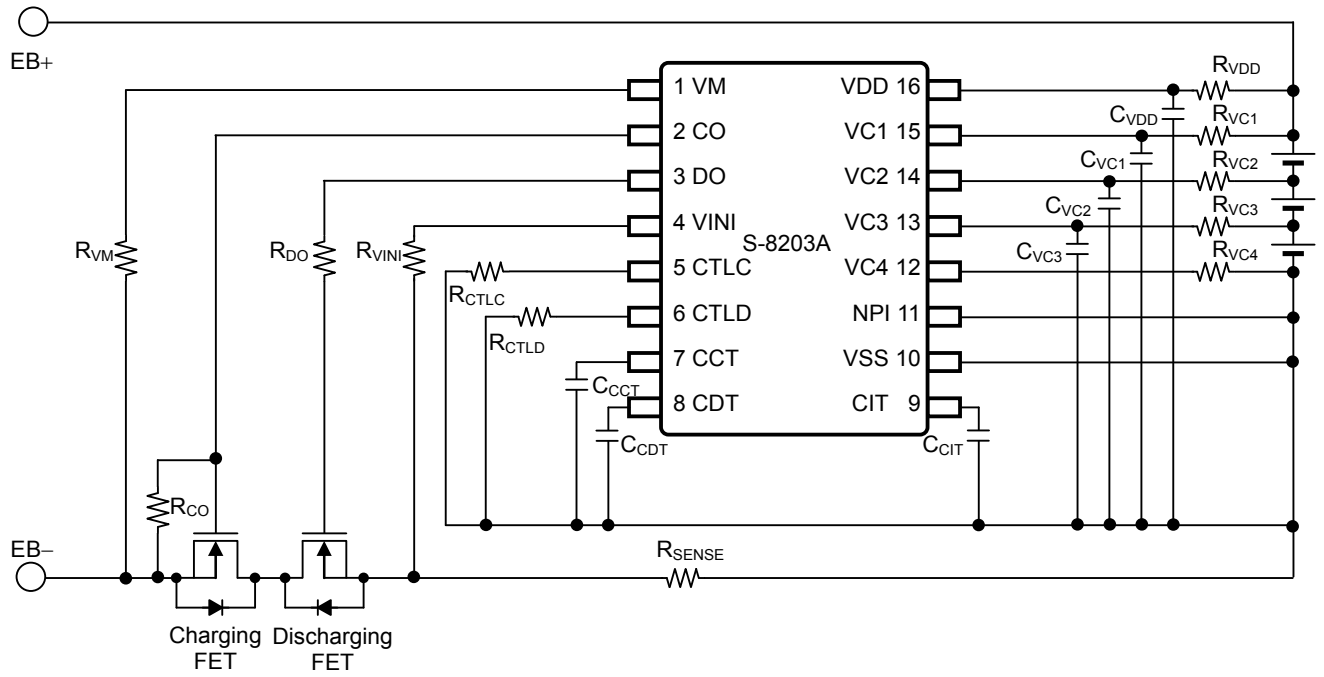 EB+
1 VM
2 CO
3 DO
4 VINI
5 CTLC
6 CTLD
7 CCT
8 CDT
S-8203A
VDD 16
VC1 15
VC2 14
VC3 13
VC4 12
NPI 11
VSS 10
CIT 9
RVDD
CVDD
RVC1
CVC1
RVC2
CVC2
RVC3
CVC3
RVC4
RVM
RDO
RVINI
RCTLC
RCTLD
CCCT
CCDT
CCIT
RCO
EB−
RSENSE
Charging
FET
Discharging
FET